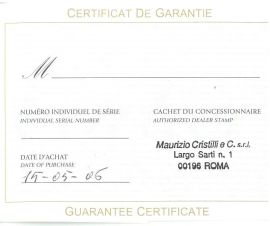 CERTIFICAT DE GARANTIE
M
NUMÉRO INDIVIDUEL DE SÉRIE
INDIVIDUAL SERIAL NUMBER
CACHET DU CONCESSIONNAIRE
AUTHORIZED DEALER STAMP
Maurizio Cristilli e C. s.r.l.
Largo Sarti n. 1
00196 ROMA
DATE D'ACHAT
DATE OF PURCHASE
15-05-06
GUARANTEE CERTIFICATE